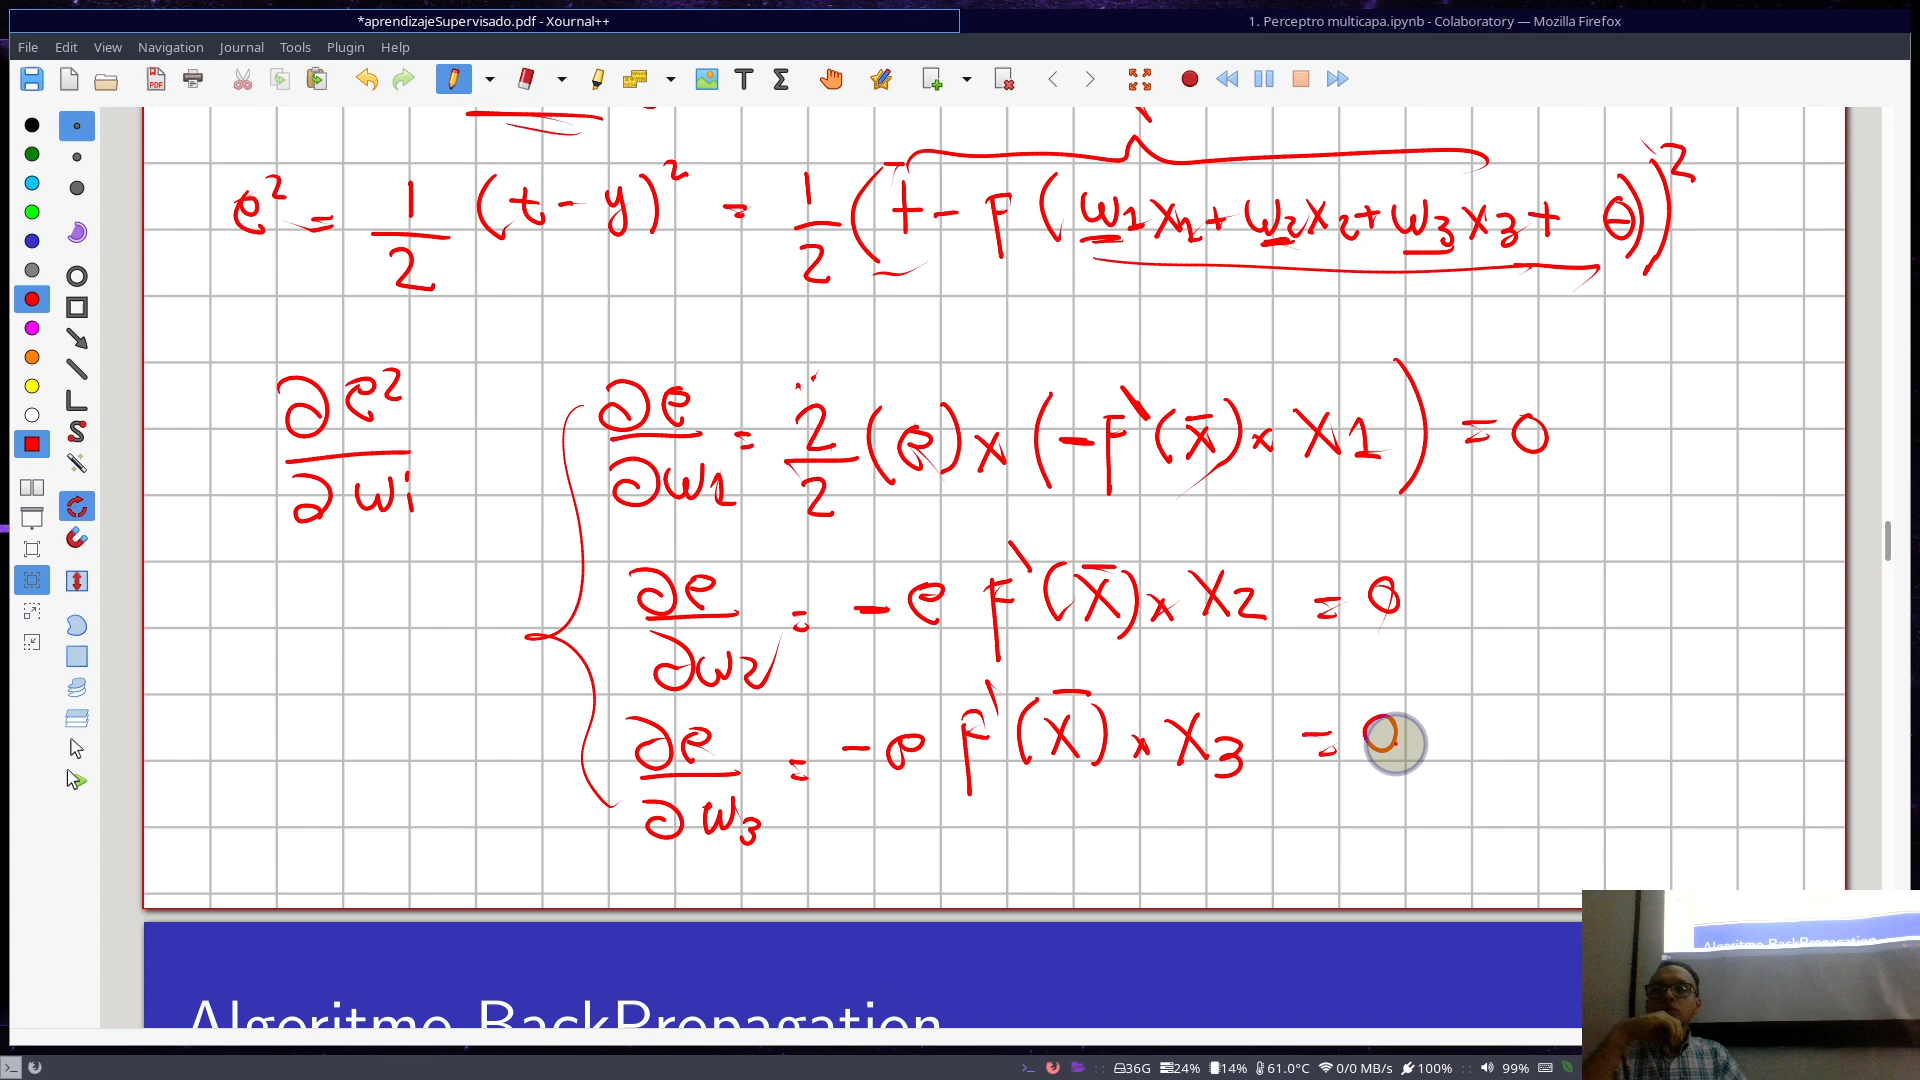 *aprendizajeSupervisado.pdf - Xournal++
1. Perceptro multicapa.ipynb - Colaboratory — Mozilla Firefox
File Edit View Navigation Journal Tools Plugin Help
e² = 1/2 (t - y)² = 1/2 (t - F(w1x1 + w2x2 + w3x3 + θ))²
∂e²/∂wi
∂e/∂w1 = 2/2 (e) x (-F'(x̄) x X1) = 0
∂e/∂w2 = -e F'(x̄) x X2 = 0
∂e/∂w3 = -e F'(x̄) x X3 = 0
Algoritmo BackPropagation
Algoritmo BackPropagation
36G 24% 14% 61.0°C 0/0 MB/s 100% 99%